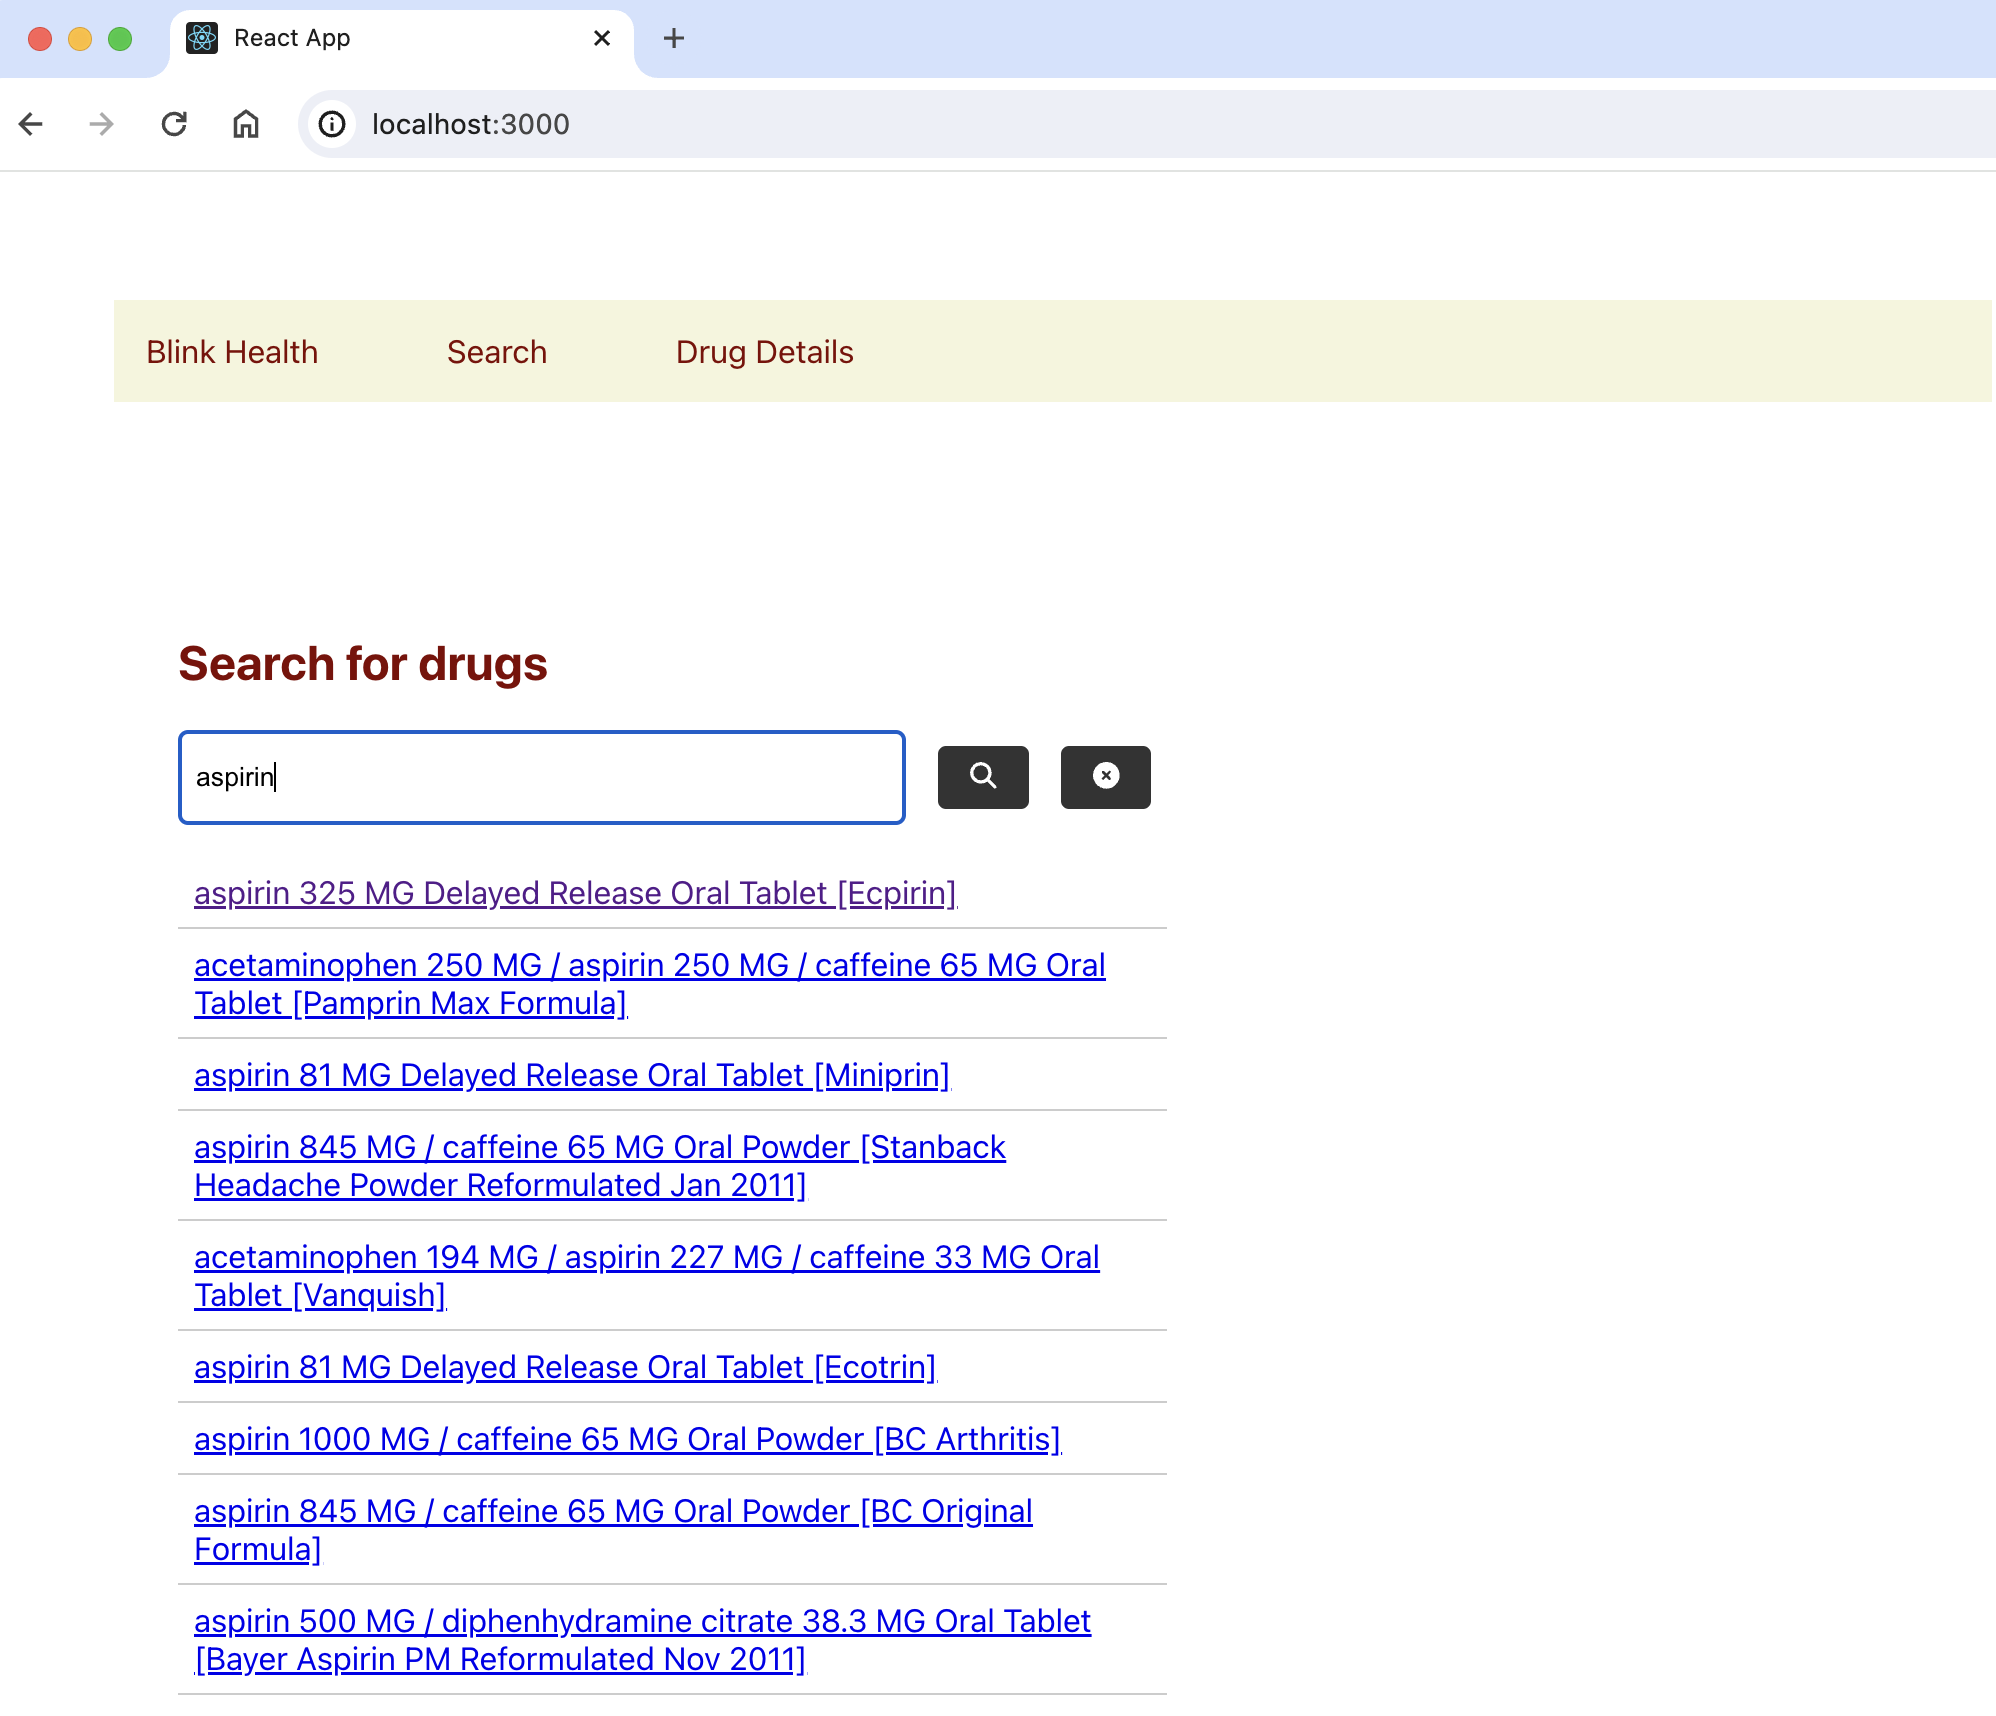 React App
localhost:3000
Blink Health Search Drug Details
Search for drugs
aspirin
aspirin 325 MG Delayed Release Oral Tablet [Ecpirin]
acetaminophen 250 MG / aspirin 250 MG / caffeine 65 MG Oral
Tablet [Pamprin Max Formula]
aspirin 81 MG Delayed Release Oral Tablet [Miniprin]
aspirin 845 MG / caffeine 65 MG Oral Powder [Stanback
Headache Powder Reformulated Jan 2011]
acetaminophen 194 MG / aspirin 227 MG / caffeine 33 MG Oral
Tablet [Vanquish]
aspirin 81 MG Delayed Release Oral Tablet [Ecotrin]
aspirin 1000 MG / caffeine 65 MG Oral Powder [BC Arthritis]
aspirin 845 MG / caffeine 65 MG Oral Powder [BC Original
Formula]
aspirin 500 MG / diphenhydramine citrate 38.3 MG Oral Tablet
[Bayer Aspirin PM Reformulated Nov 2011]